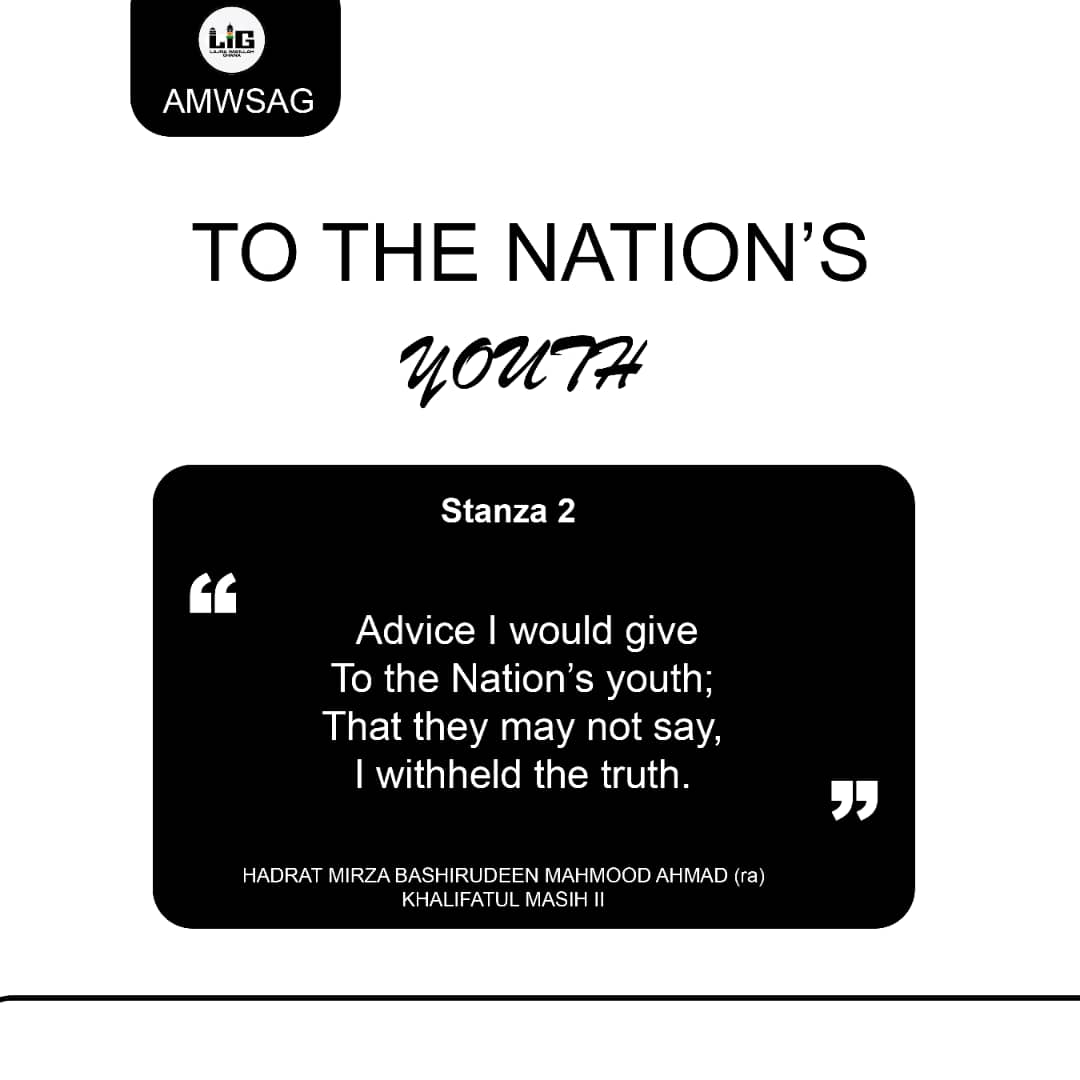 LIG
LAJNA IMAILLAH
GHANA
AMWSAG
TO THE NATION’S
YOUTH
Stanza 2
“
Advice I would give
To the Nation’s youth;
That they may not say,
I withheld the truth.
”
HADRAT MIRZA BASHIRUDEEN MAHMOOD AHMAD (ra)
KHALIFATUL MASIH II